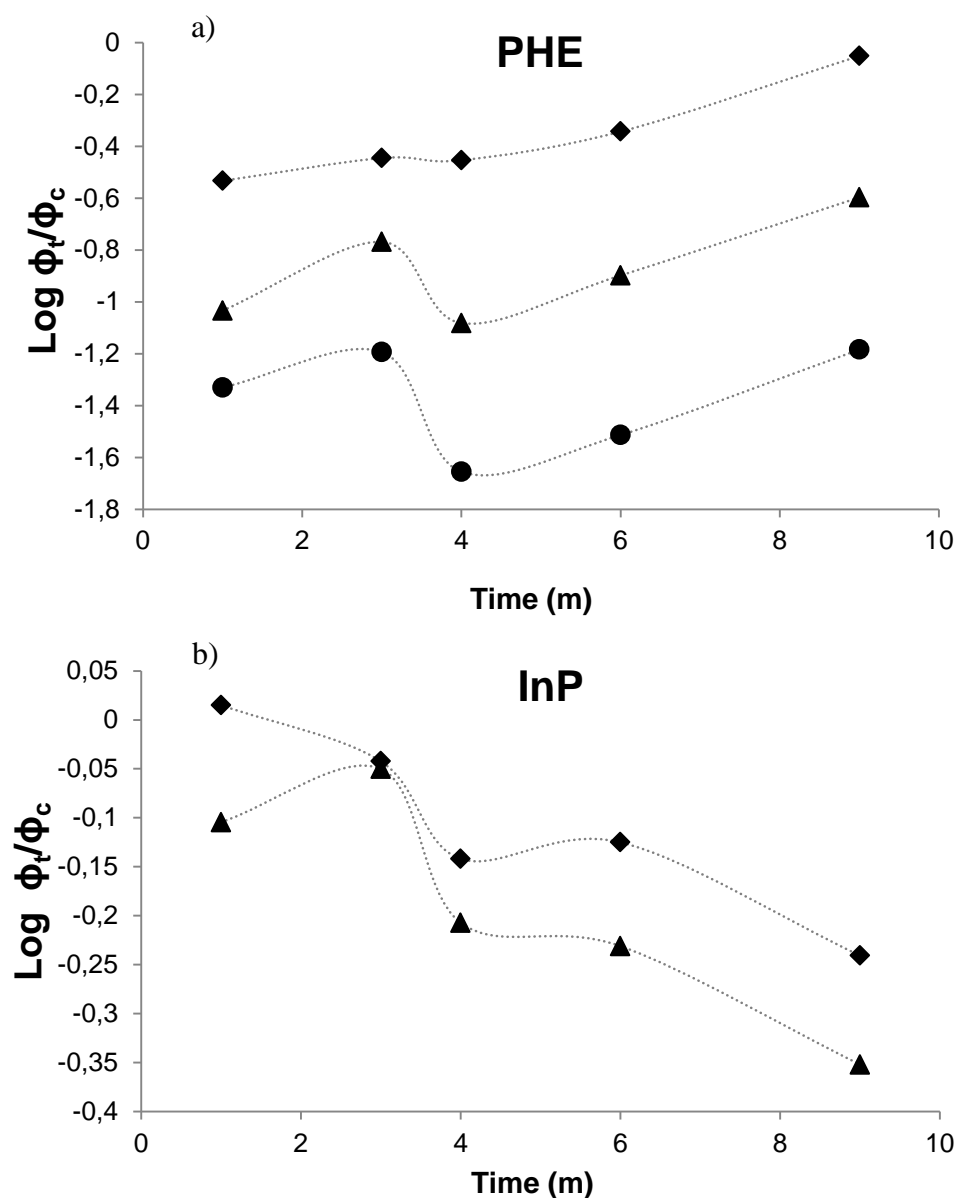 a)
PHE
0
-0,2
-0,4
-0,6
-0,8
-1
-1,2
-1,4
-1,6
-1,8
Log ϕt/ϕc
0 2 4 6 8 10
Time (m)
b)
InP
0,05
0
-0,05
-0,1
-0,15
-0,2
-0,25
-0,3
-0,35
-0,4
Log ϕt/ϕc
0 2 4 6 8 10
Time (m)